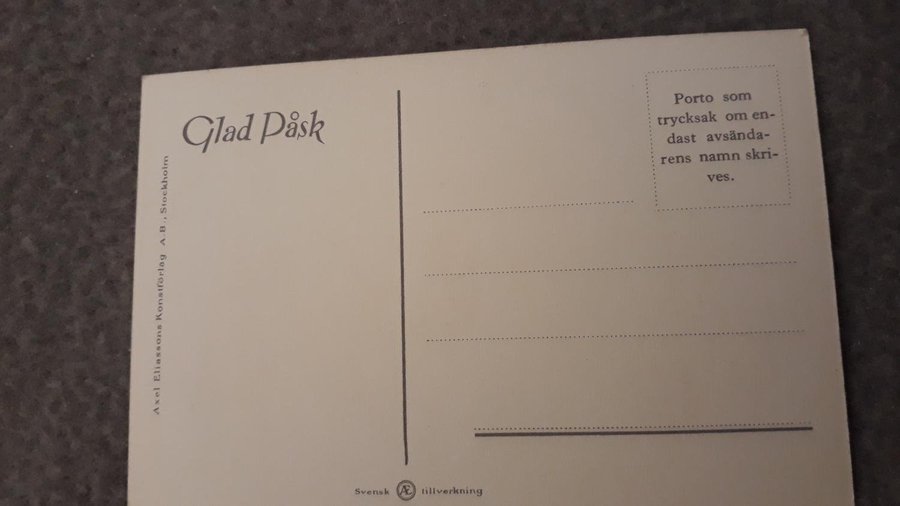 Glad Påsk
Axel Eliassons Konstförlag A.B., Stockholm
Porto som
trycksak om en-
dast avsända-
rens namn skri-
ves.
Svensk Æ tillverkning